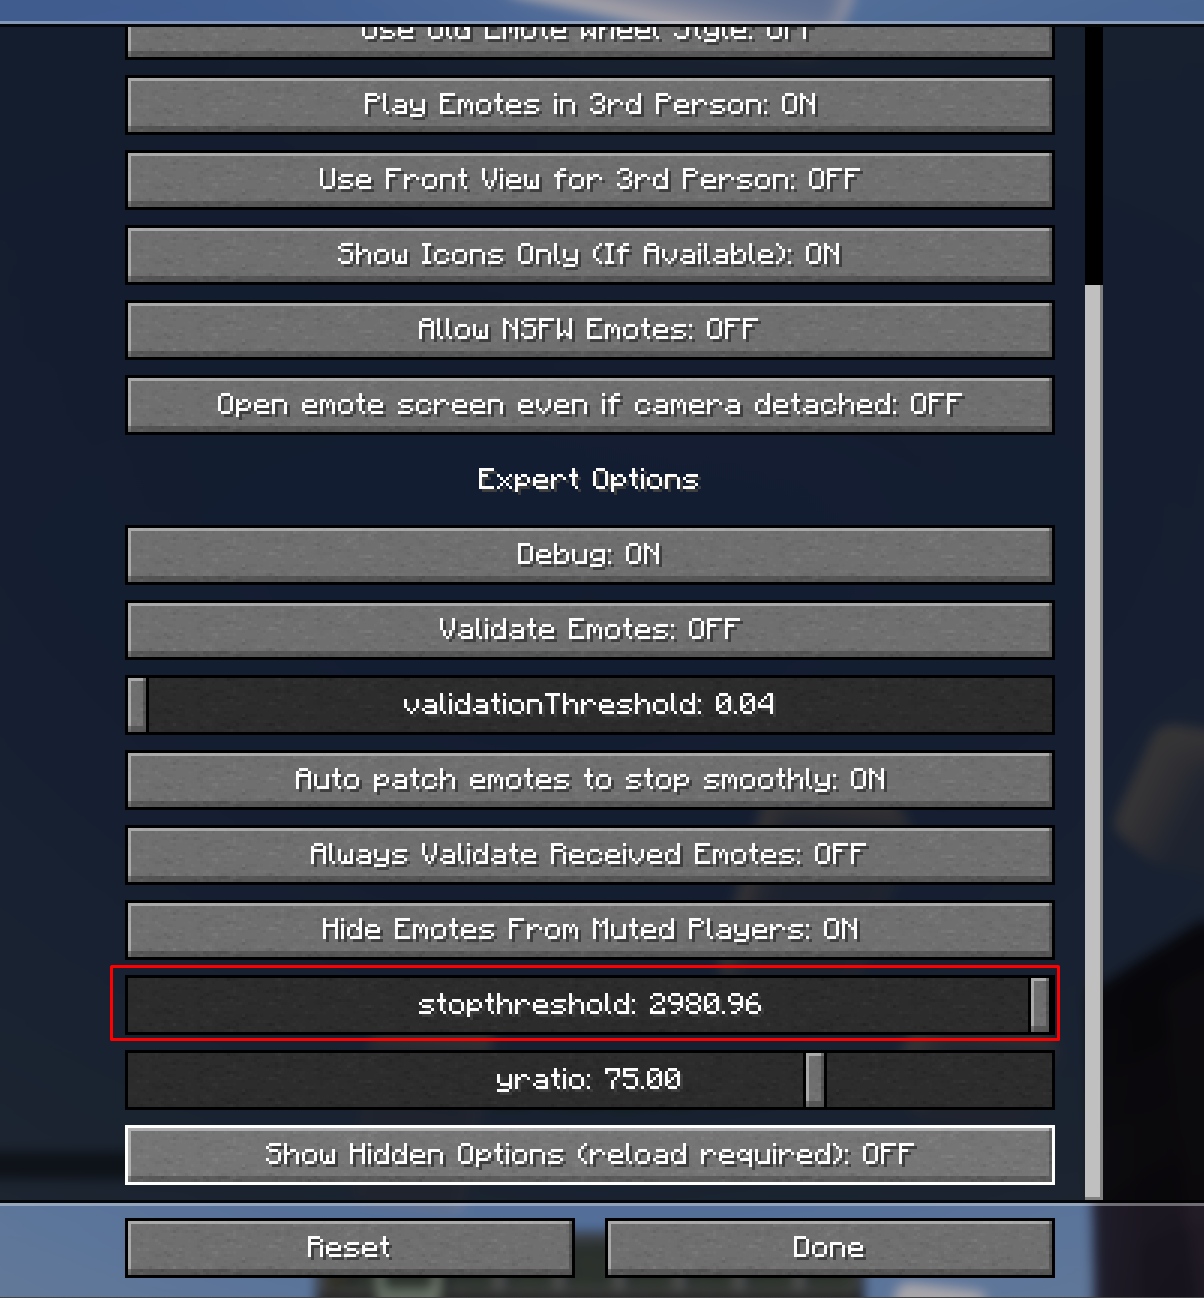 Use Old Emote Wheel Style: OFF
Play Emotes in 3rd Person: ON
Use Front View for 3rd Person: OFF
Show Icons Only (If Available): ON
Allow NSFW Emotes: OFF
Open emote screen even if camera detached: OFF
Expert Options
Debug: ON
Validate Emotes: OFF
validationThreshold: 0.04
Auto patch emotes to stop smoothly: ON
Always Validate Received Emotes: OFF
Hide Emotes From Muted Players: ON
stopthreshold: 2980.96
yratio: 75.00
Show Hidden Options (reload required): OFF
Reset
Done